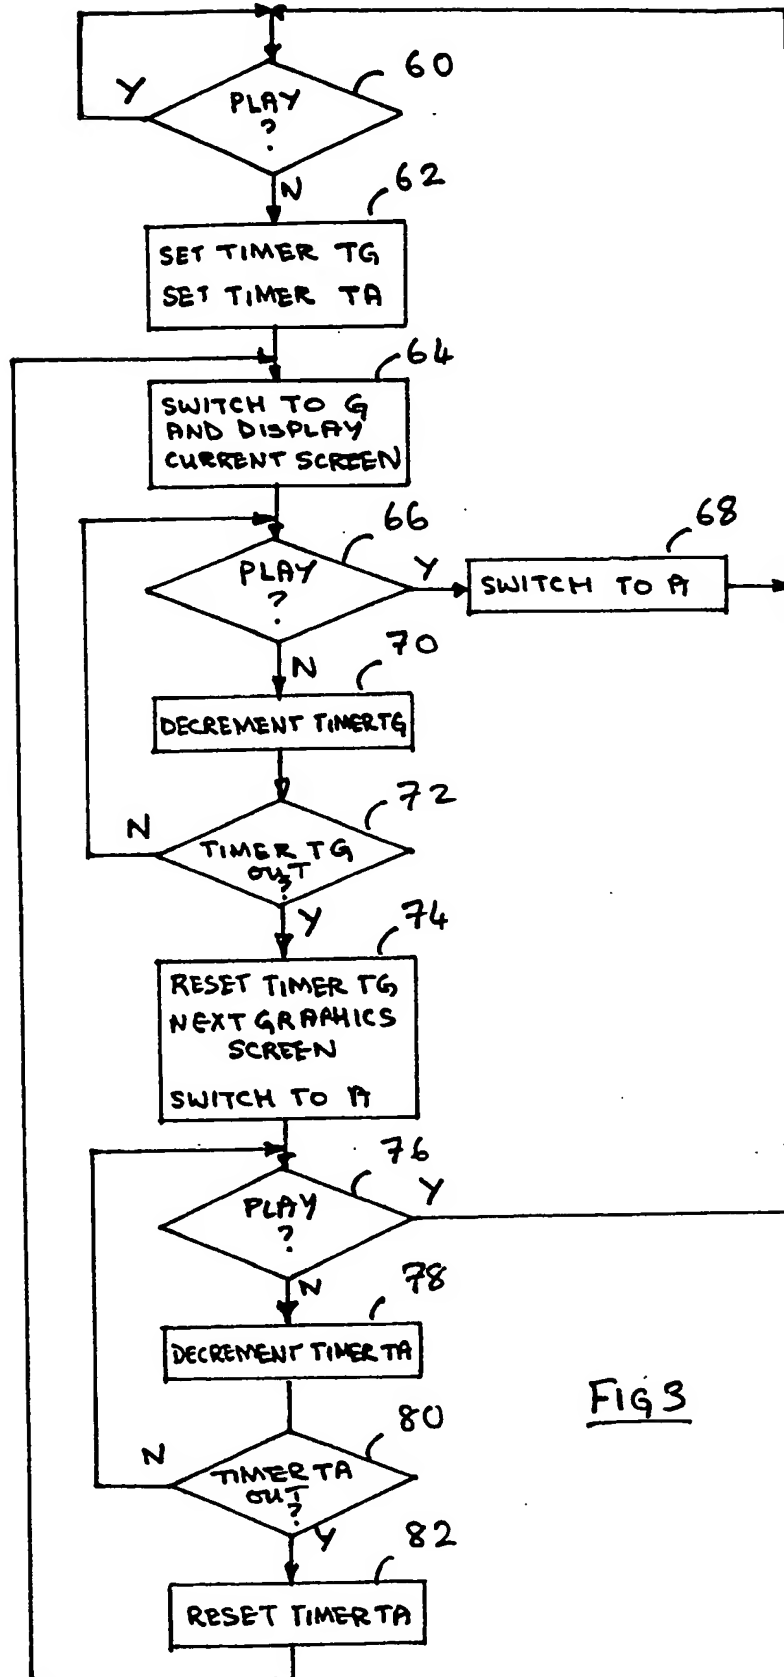 60
Y
PLAY
?
N
62
SET TIMER TG
SET TIMER TA
64
SWITCH TO G
AND DISPLAY
CURRENT SCREEN
66
PLAY
?
Y
68
SWITCH TO A
N
70
DECREMENT TIMER TG
72
N
TIMER TG
OUT
?
Y
74
RESET TIMER TG
NEXT GRAPHICS
SCREEN
SWITCH TO A
76
PLAY
?
Y
N
78
DECREMENT TIMER TA
80
N
TIMER TA
OUT
?
Y
82
RESET TIMER TA
FIG 3